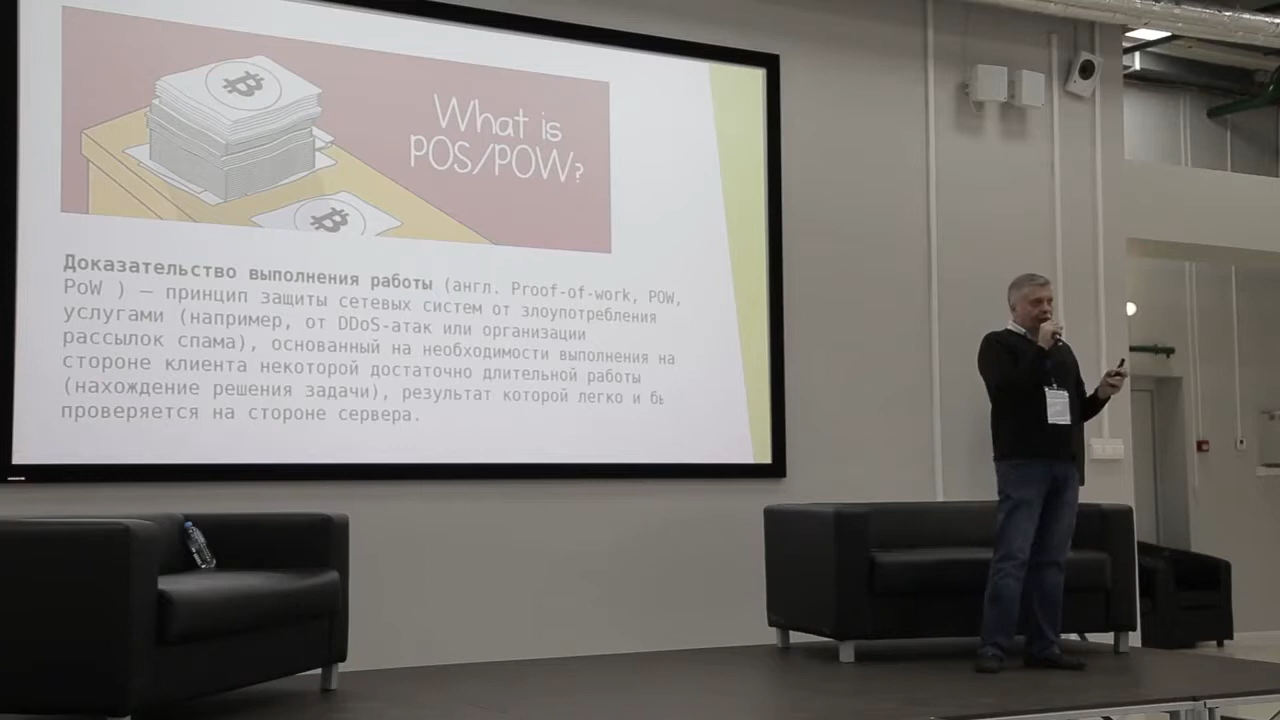 What is
POS/POW?
Доказательство выполнения работы (англ. Proof-of-work, POW,
PoW ) — принцип защиты сетевых систем от злоупотребления
услугами (например, от DDoS-атак или организации
рассылок спама), основанный на необходимости выполнения на
стороне клиента некоторой достаточно длительной работы
(нахождение решения задачи), результат которой легко и бы
проверяется на стороне сервера.